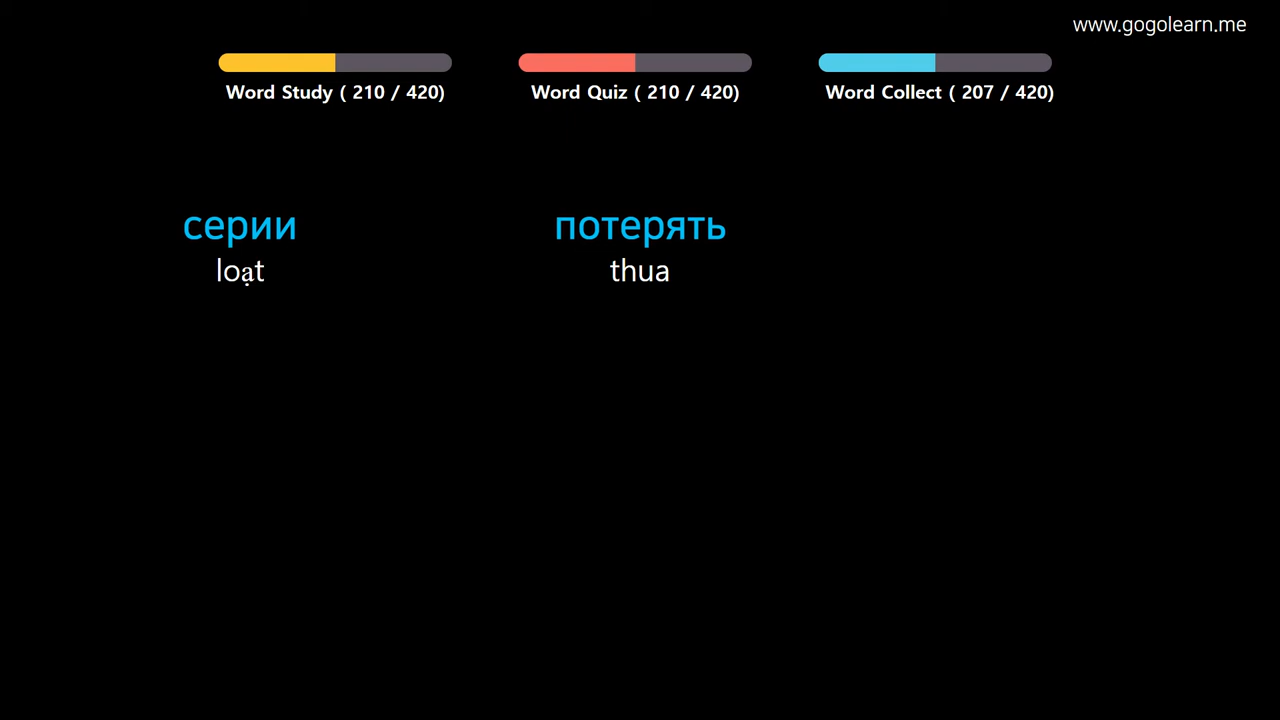 www.gogolearn.me
Word Study ( 210 / 420)
Word Quiz ( 210 / 420)
Word Collect ( 207 / 420)
серии
loạt
потерять
thua